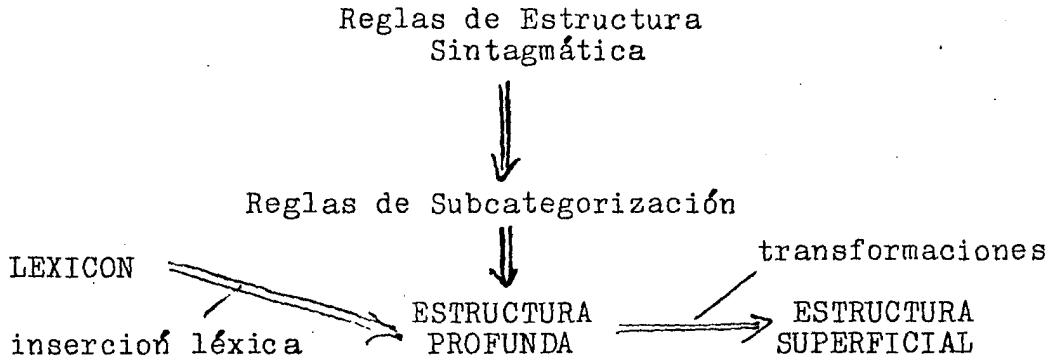 Reglas de Estructura
Sintagmática
Reglas de Subcategorización
transformaciones
LEXICON
ESTRUCTURA
PROFUNDA
ESTRUCTURA
SUPERFICIAL
inserción léxica